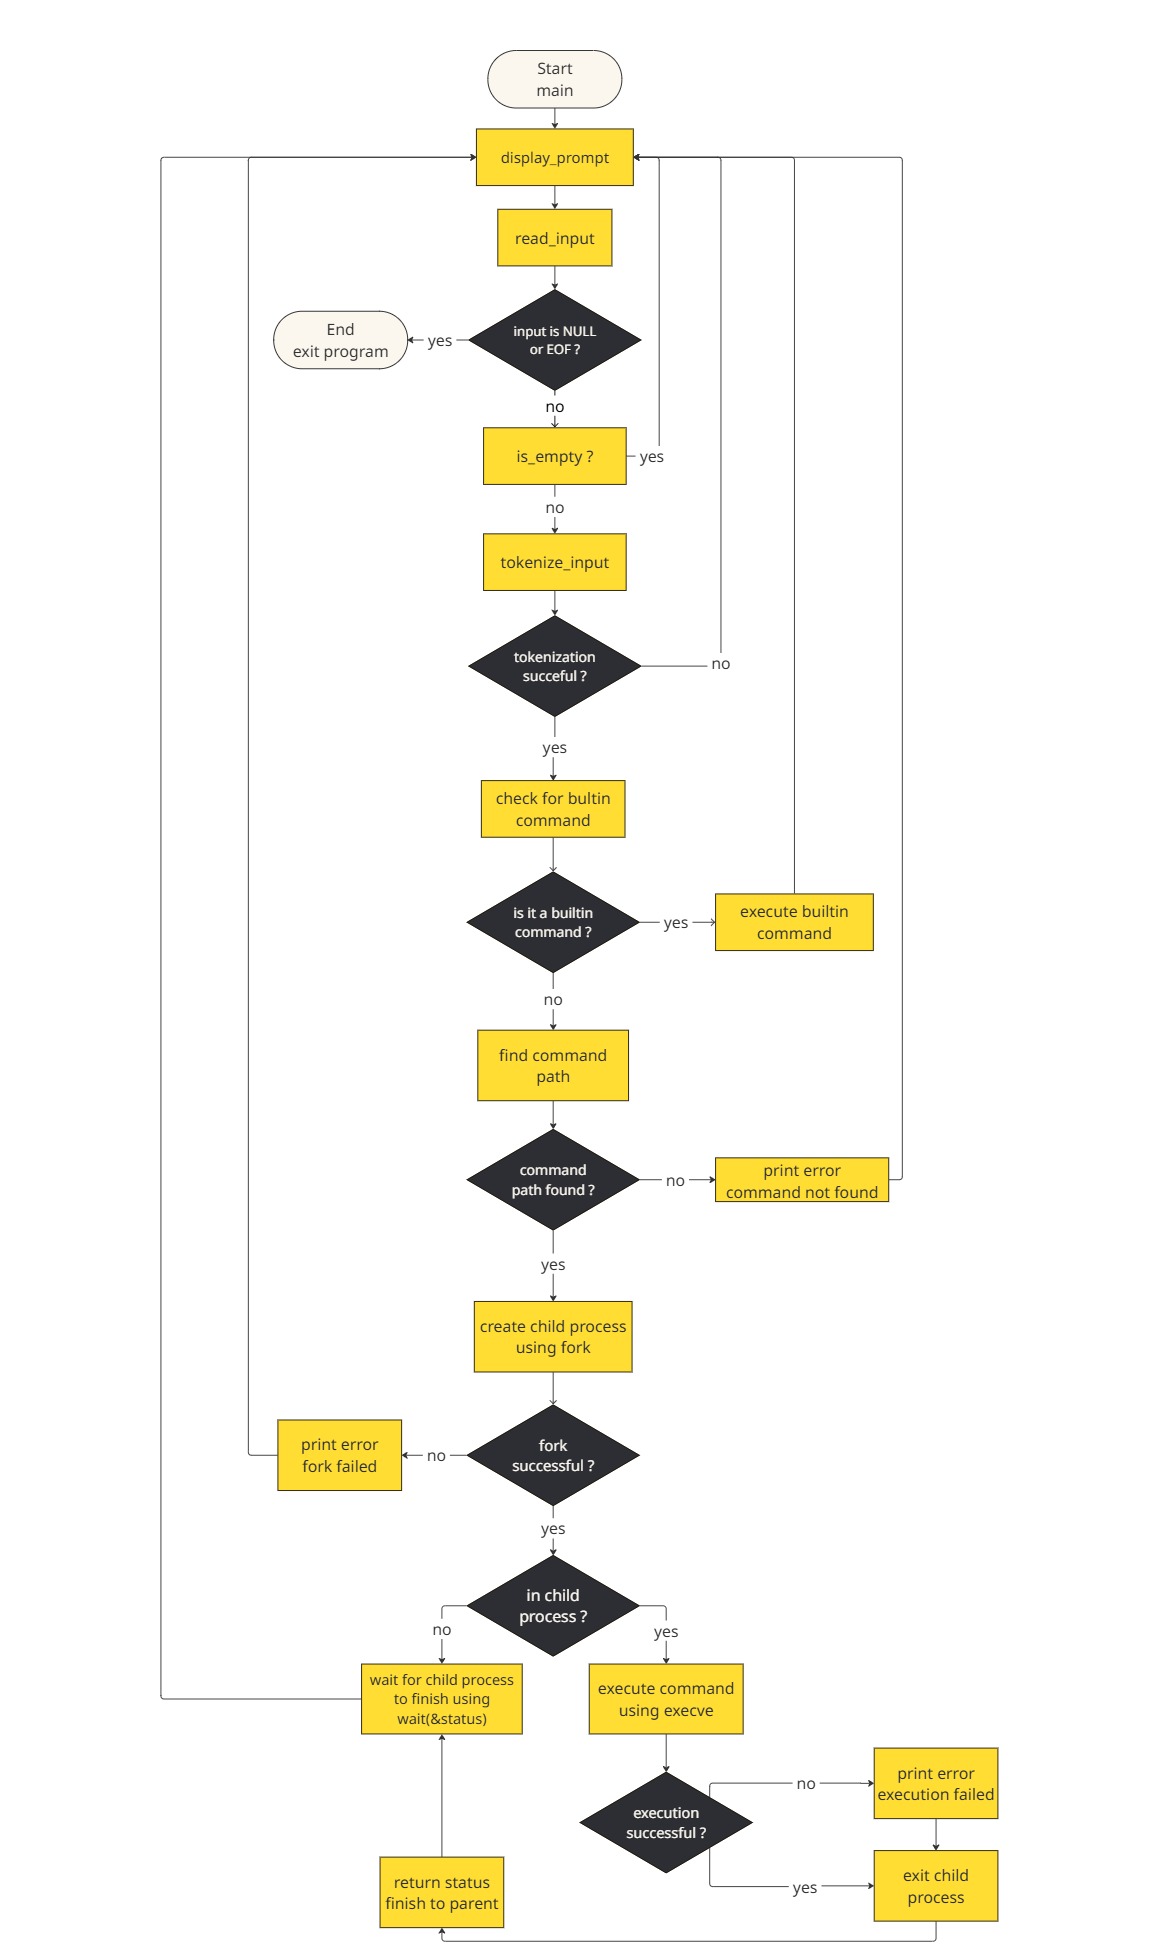 Start
main
display_prompt
read_input
input is NULL
or EOF ?
yes
End
exit program
no
is_empty ?
yes
no
tokenize_input
tokenization
succeful ?
no
yes
check for bultin
command
is it a builtin
command ?
yes
execute builtin
command
no
find command
path
command
path found ?
no
print error
command not found
yes
create child process
using fork
fork
successful ?
no
print error
fork failed
yes
in child
process ?
no
yes
wait for child process
to finish using
wait(&status)
execute command
using execve
execution
successful ?
no
print error
execution failed
yes
exit child
process
return status
finish to parent